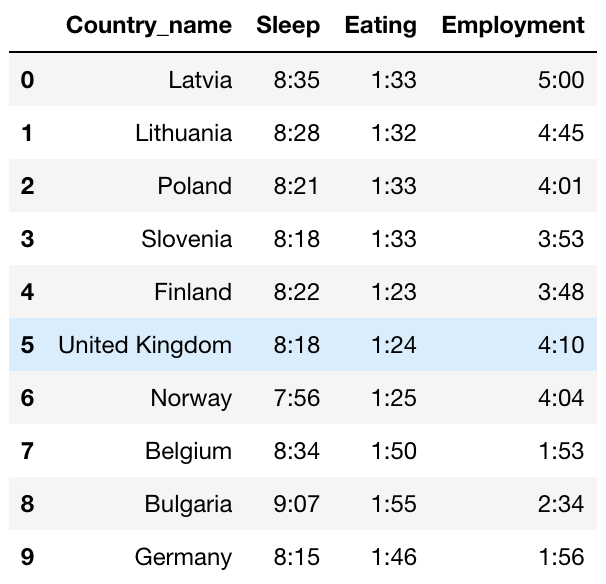 Country_name Sleep Eating Employment
0 Latvia 8:35 1:33 5:00
1 Lithuania 8:28 1:32 4:45
2 Poland 8:21 1:33 4:01
3 Slovenia 8:18 1:33 3:53
4 Finland 8:22 1:23 3:48
5 United Kingdom 8:18 1:24 4:10
6 Norway 7:56 1:25 4:04
7 Belgium 8:34 1:50 1:53
8 Bulgaria 9:07 1:55 2:34
9 Germany 8:15 1:46 1:56